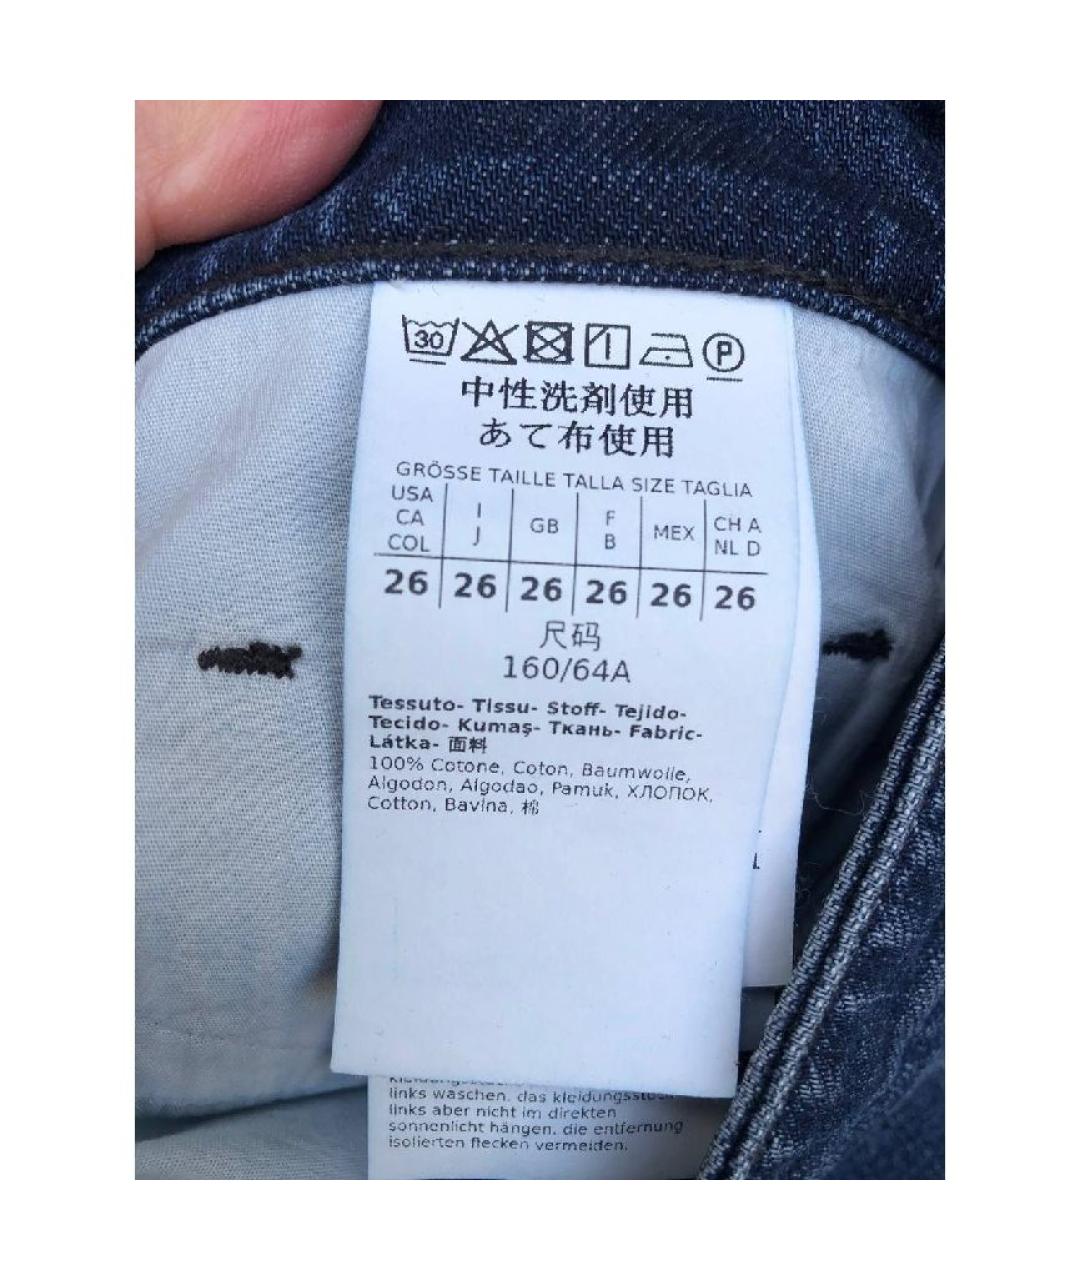 30 P
中性洗剤使用
あて布使用
GRÖSSE TAILLE TALLA SIZE TAGLIA
USA CA COL I J GB F B MEX CH A NL D
26 26 26 26 26 26
尺码
160/64A
Tessuto- Tissu- Stoff- Tejido-
Tecido- Kumaş- Ткань- Fabric-
Látka- 面料
100% Cotone, Coton, Baumwolle,
Algodon, Algodao, Pamuk, ХЛОПОК,
Cotton, Bavlna, 棉
links waschen. das
links aber nicht im direkten
sonnenlicht hängen. die entfernung
isolierten flecken vermeiden.